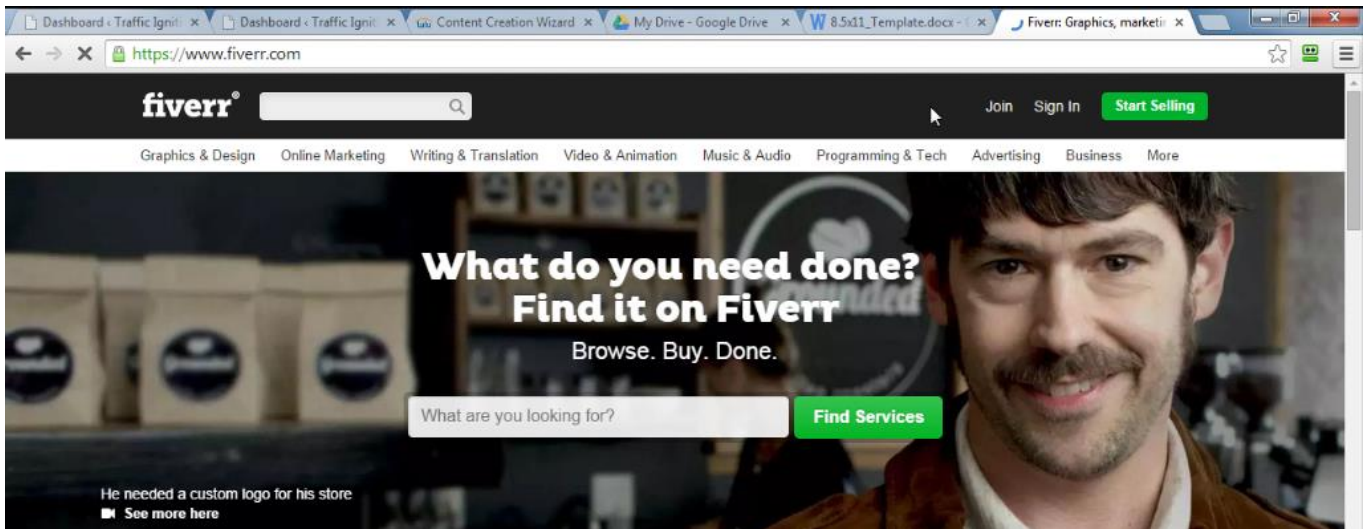 Dashboard ‹ Traffic Ignit
Dashboard ‹ Traffic Ignit
Content Creation Wizard
My Drive - Google Drive
8.5x11_Template.docx -
Fiverr: Graphics, marketi
https://www.fiverr.com
fiverr®
Join Sign In Start Selling
Graphics & Design Online Marketing Writing & Translation Video & Animation Music & Audio Programming & Tech Advertising Business More
What do you need done?
Find it on Fiverr
Browse. Buy. Done.
What are you looking for? Find Services
He needed a custom logo for his store
See more here